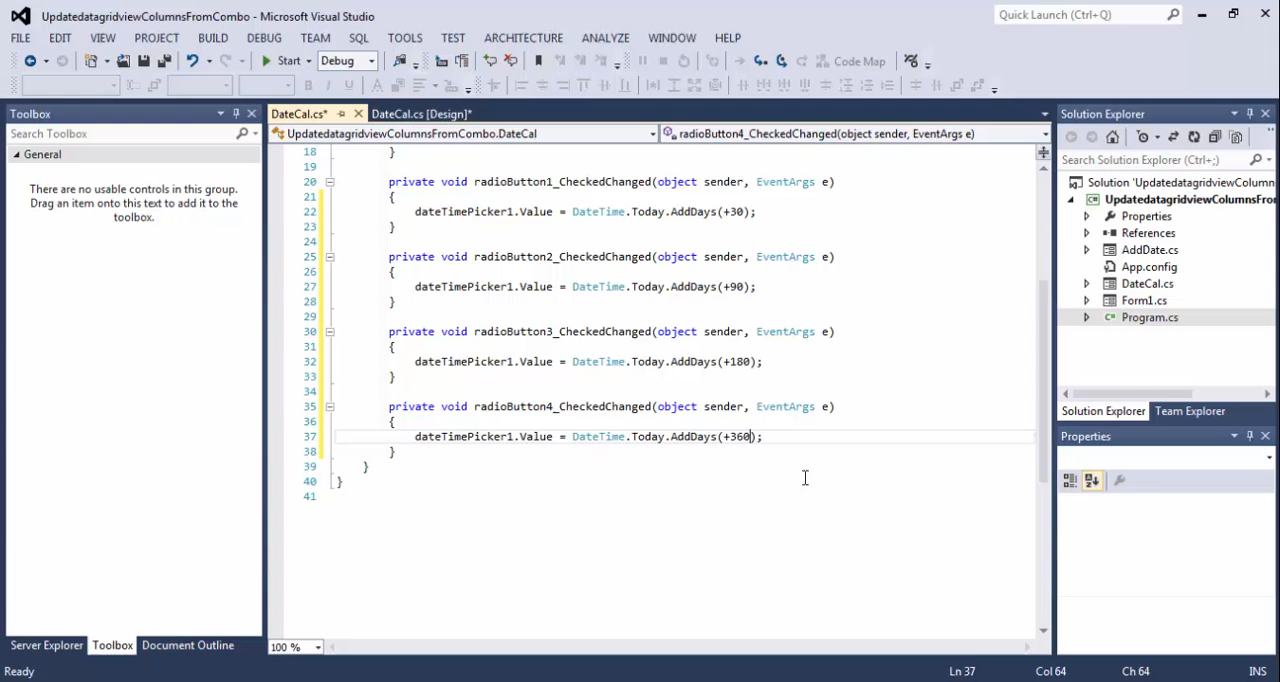 UpdatedatagridviewColumnsFromCombo - Microsoft Visual Studio
Quick Launch (Ctrl+Q)
FILE EDIT VIEW PROJECT BUILD DEBUG TEAM SQL TOOLS TEST ARCHITECTURE ANALYZE WINDOW HELP
Start Debug Code Map
Toolbox
Search Toolbox
General
There are no usable controls in this group.
Drag an item onto this text to add it to the
toolbox.
Server Explorer Toolbox Document Outline
DateCal.cs* DateCal.cs [Design]*
UpdatedatagridviewColumnsFromCombo.DateCal radioButton4_CheckedChanged(object sender, EventArgs e)
18 }
19
20 private void radioButton1_CheckedChanged(object sender, EventArgs e)
21 {
22 dateTimePicker1.Value = DateTime.Today.AddDays(+30);
23 }
24
25 private void radioButton2_CheckedChanged(object sender, EventArgs e)
26 {
27 dateTimePicker1.Value = DateTime.Today.AddDays(+90);
28 }
29
30 private void radioButton3_CheckedChanged(object sender, EventArgs e)
31 {
32 dateTimePicker1.Value = DateTime.Today.AddDays(+180);
33 }
34
35 private void radioButton4_CheckedChanged(object sender, EventArgs e)
36 {
37 dateTimePicker1.Value = DateTime.Today.AddDays(+360);
38 }
39 }
40 }
41
100 %
Solution Explorer
Search Solution Explorer (Ctrl+;)
Solution 'UpdatedatagridviewColumns
UpdatedatagridviewColumnsFrom
Properties
References
AddDate.cs
App.config
DateCal.cs
Form1.cs
Program.cs
Solution Explorer Team Explorer
Properties
Ready Ln 37 Col 64 Ch 64 INS